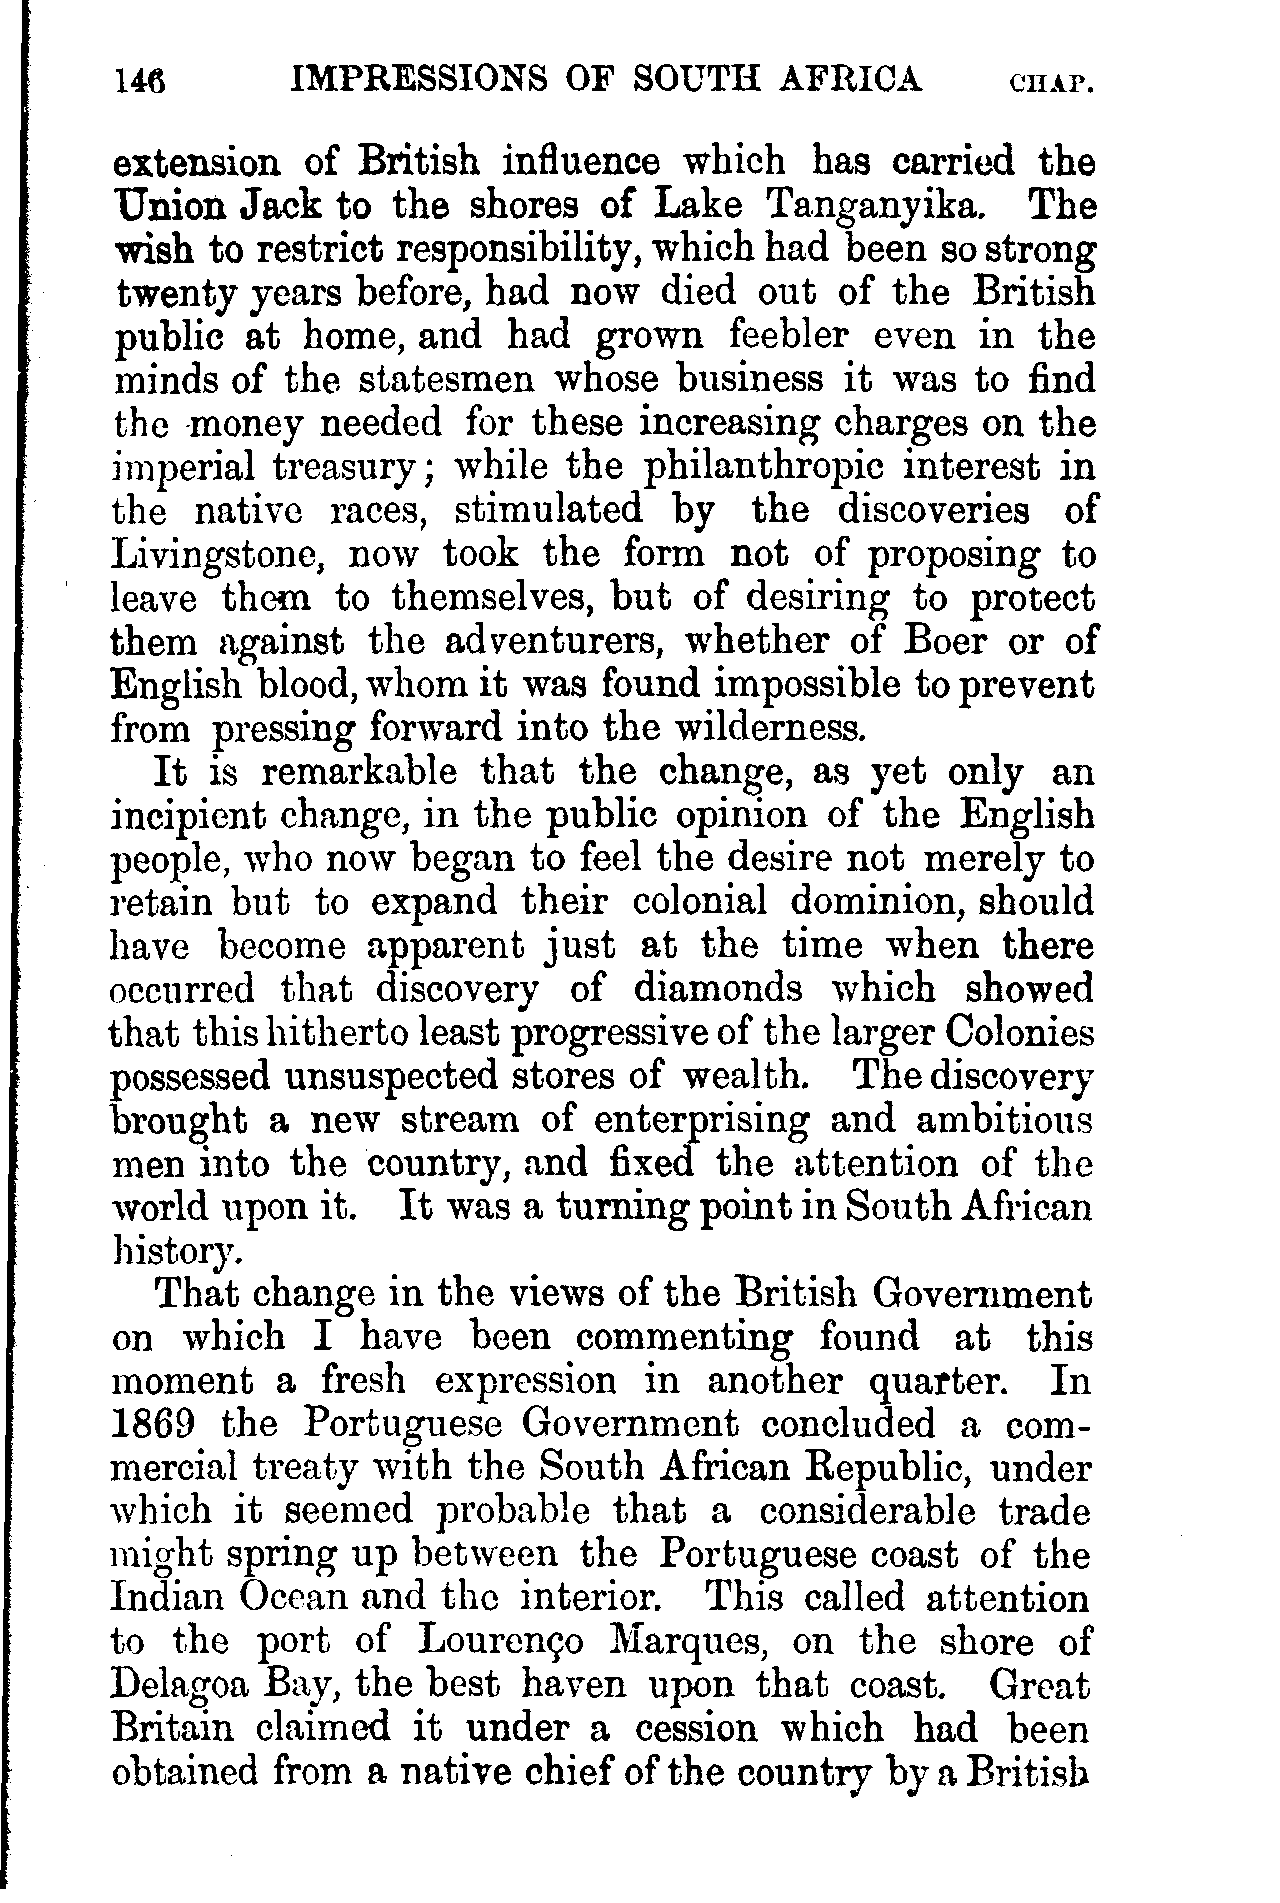 146 IMPRESSIONS OF SOUTH AFRICA CHAP.
extension of British influence which has carried the
Union Jack to the shores of Lake Tanganyika. The
wish to restrict responsibility, which had been so strong
twenty years before, had now died out of the British
public at home, and had grown feebler even in the
minds of the statesmen whose business it was to find
the money needed for these increasing charges on the
imperial treasury; while the philanthropic interest in
the native races, stimulated by the discoveries of
Livingstone, now took the form not of proposing to
leave them to themselves, but of desiring to protect
them against the adventurers, whether of Boer or of
English blood, whom it was found impossible to prevent
from pressing forward into the wilderness.
It is remarkable that the change, as yet only an
incipient change, in the public opinion of the English
people, who now began to feel the desire not merely to
retain but to expand their colonial dominion, should
have become apparent just at the time when there
occurred that discovery of diamonds which showed
that this hitherto least progressive of the larger Colonies
possessed unsuspected stores of wealth. The discovery
brought a new stream of enterprising and ambitious
men into the country, and fixed the attention of the
world upon it. It was a turning point in South African
history.
That change in the views of the British Government
on which I have been commenting found at this
moment a fresh expression in another quarter. In
1869 the Portuguese Government concluded a com-
mercial treaty with the South African Republic, under
which it seemed probable that a considerable trade
might spring up between the Portuguese coast of the
Indian Ocean and the interior. This called attention
to the port of Lourenço Marques, on the shore of
Delagoa Bay, the best haven upon that coast. Great
Britain claimed it under a cession which had been
obtained from a native chief of the country by a British